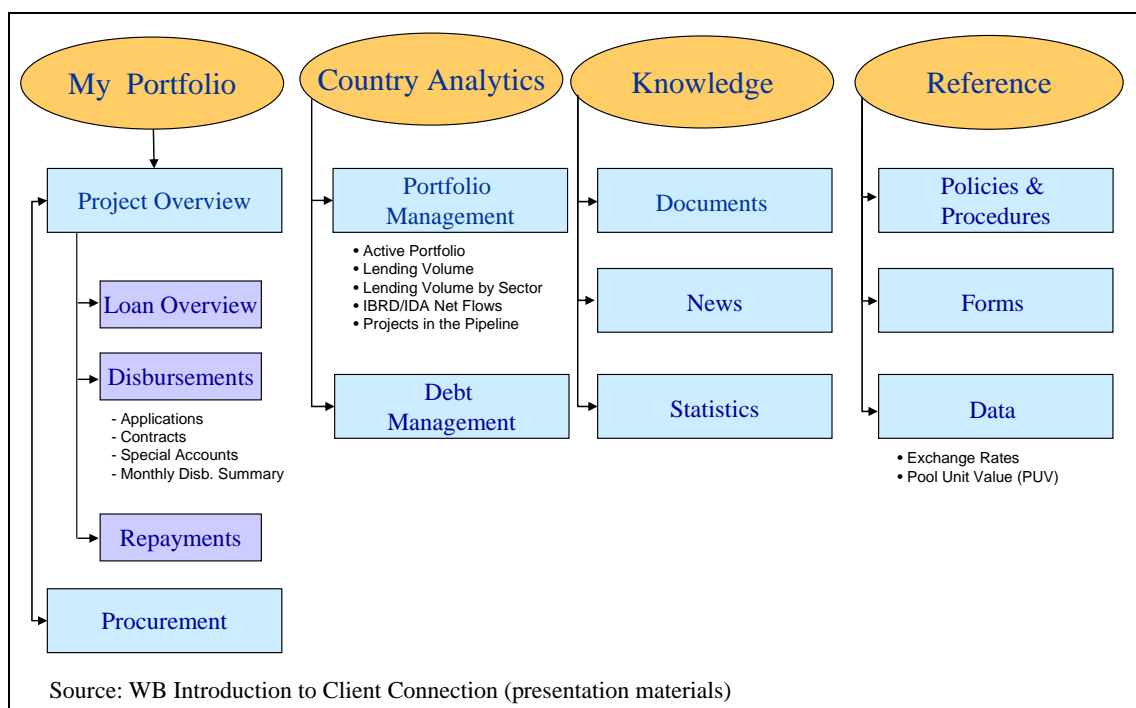 My Portfolio
Project Overview
Loan Overview
Disbursements
- Applications
- Contracts
- Special Accounts
- Monthly Disb. Summary
Repayments
Procurement
Country Analytics
Portfolio
Management
• Active Portfolio
• Lending Volume
• Lending Volume by Sector
• IBRD/IDA Net Flows
• Projects in the Pipeline
Debt
Management
Knowledge
Documents
News
Statistics
Reference
Policies &
Procedures
Forms
Data
• Exchange Rates
• Pool Unit Value (PUV)
Source: WB Introduction to Client Connection (presentation materials)